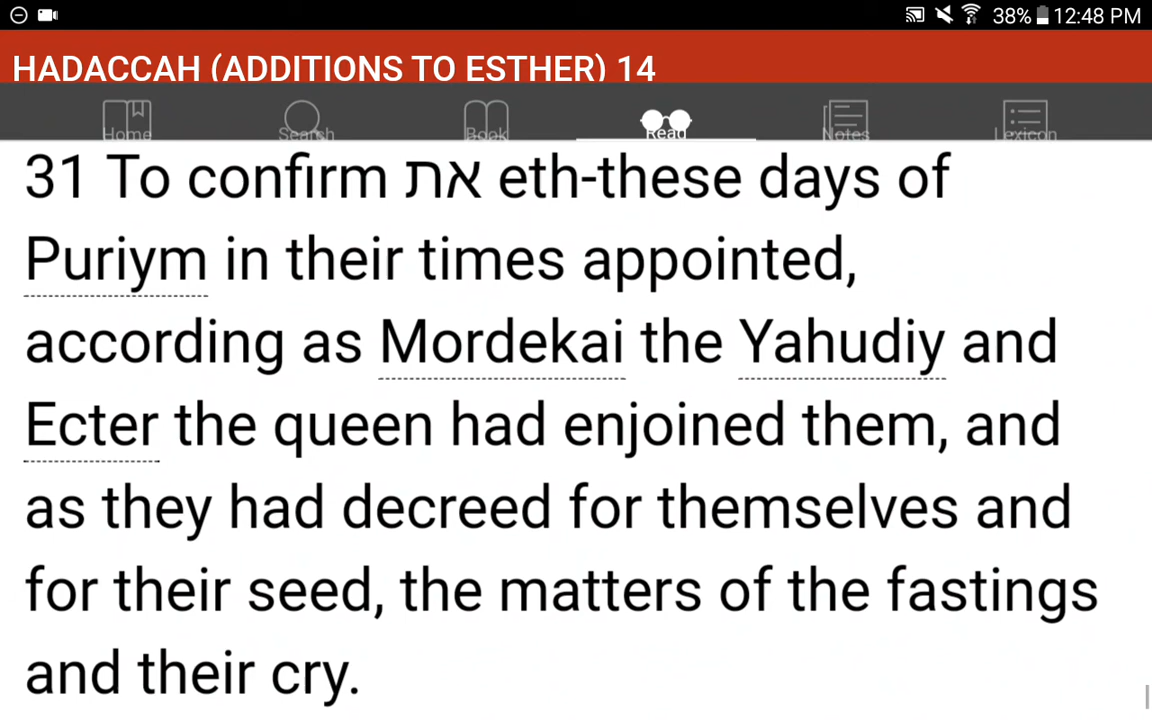 38% 12:48 PM
HADACCAH (ADDITIONS TO ESTHER) 14
Home Search Book Read Notes Lexicon
31 To confirm את eth-these days of
Puriym in their times appointed,
according as Mordekai the Yahudiy and
Ecter the queen had enjoined them, and
as they had decreed for themselves and
for their seed, the matters of the fastings
and their cry.